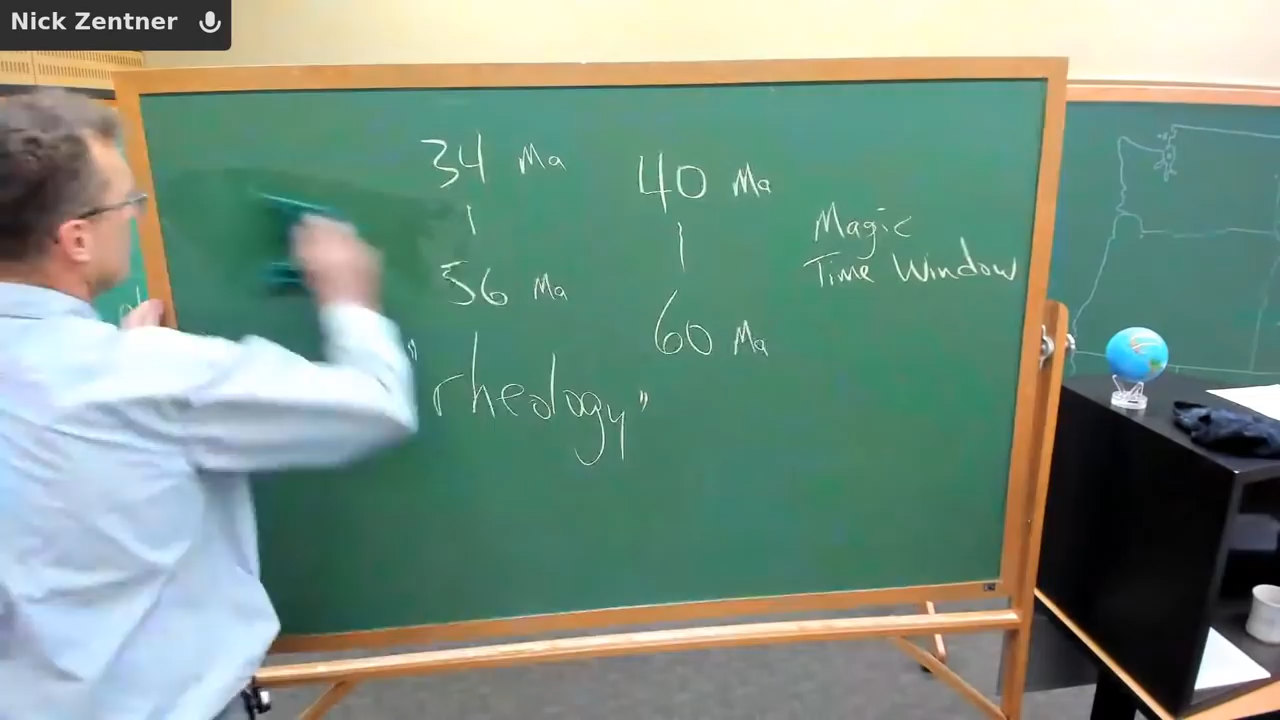 Nick Zentner
34 Ma
|
56 Ma
"rheology"
40 Ma
|
60 Ma
Magic
Time Window